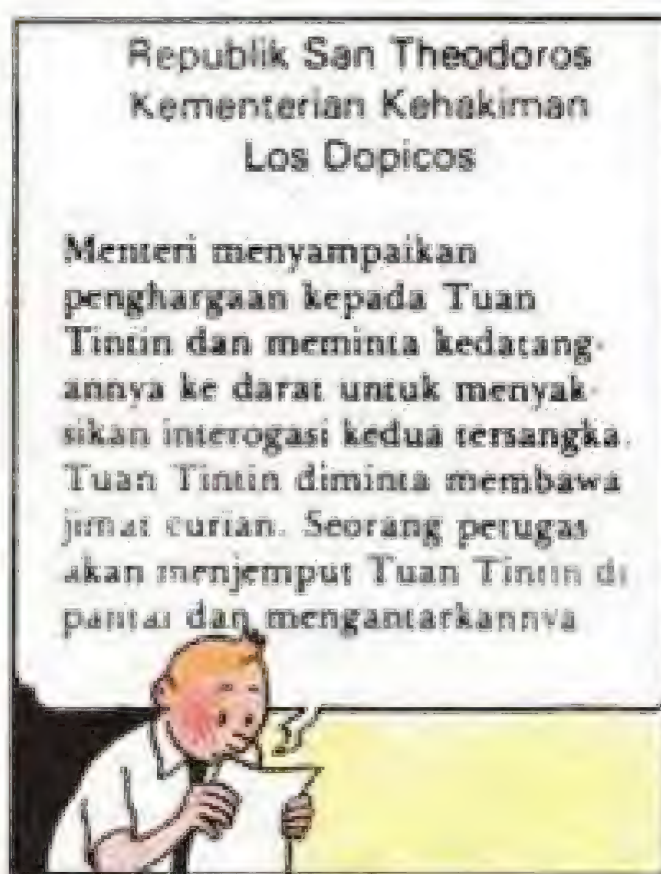 Republik San Theodoros
Kementerian Kehakiman
Los Dopicos
Menteri menyampaikan
penghargaan kepada Tuan
Tintin dan meminta kedatang-
annya ke darat untuk menyak-
sikan interogasi kedua tersangka.
Tuan Tintin diminta membawa
jimat curian. Seorang petugas
akan menjemput Tuan Tintin di
pantai dan mengantarkannya